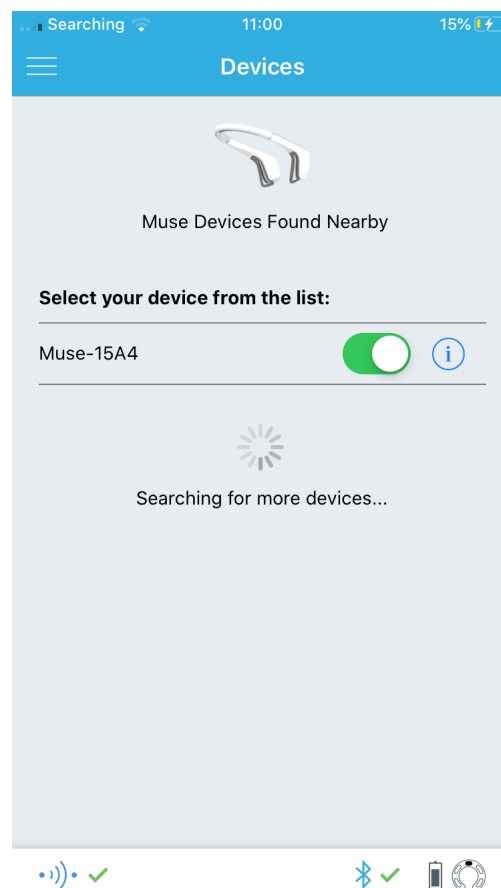 Searching 11:00 15%
Devices
Muse Devices Found Nearby
Select your device from the list:
Muse-15A4
Searching for more devices...